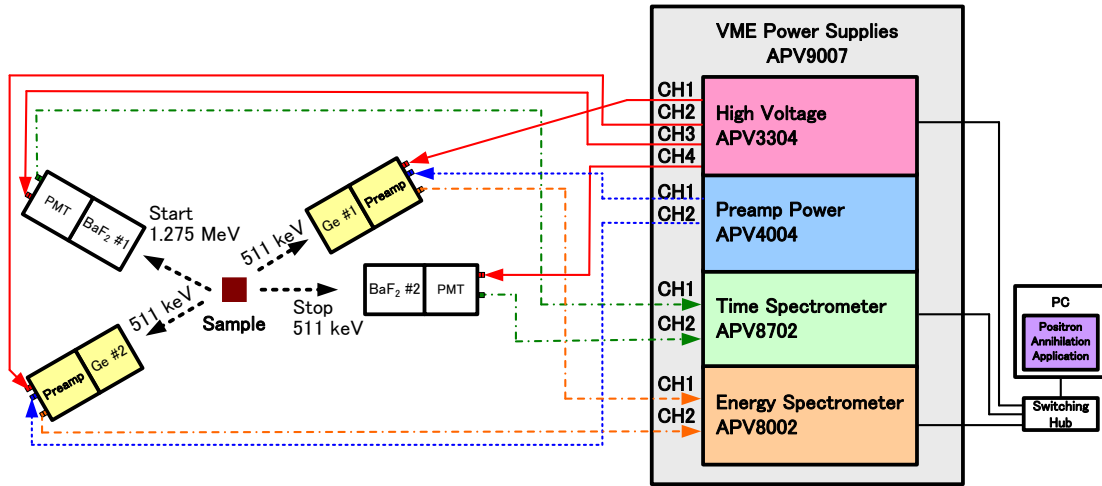 VME Power Supplies
APV9007
CH1
CH2
CH3
CH4
High Voltage
APV3304
CH1
CH2
Preamp Power
APV4004
CH1
CH2
Time Spectrometer
APV8702
CH1
CH2
Energy Spectrometer
APV8002
PMT
BaF₂ #1
Start
1.275 MeV
Ge #1
Preamp
511 keV
511 keV
Sample
Stop
511 keV
BaF₂ #2
PMT
Preamp
Ge #2
PC
Positron
Annihilation
Application
Switching
Hub